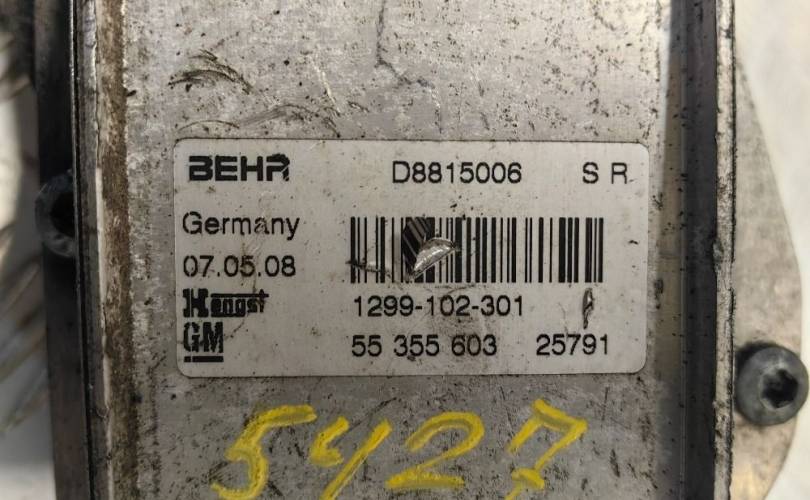 BEHR D8815006 S R
Germany
07.05.08
Hengst 1299-102-301
GM 55 355 603 25791
5427